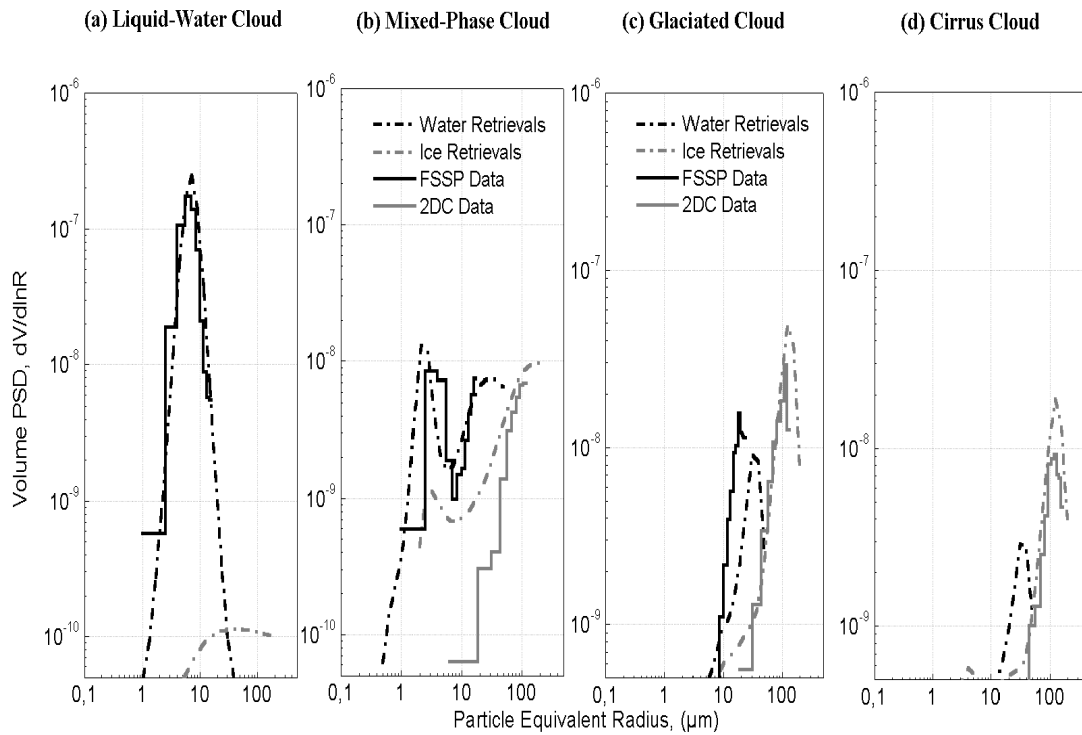 (a) Liquid-Water Cloud
(b) Mixed-Phase Cloud
(c) Glaciated Cloud
(d) Cirrus Cloud
Volume PSD, dV/dlnR
10⁻⁶
10⁻⁷
10⁻⁸
10⁻⁹
10⁻¹⁰
0,1 1 10 100
10⁻⁶
10⁻⁷
10⁻⁸
10⁻⁹
10⁻¹⁰
Water Retrievals
Ice Retrievals
FSSP Data
2DC Data
0,1 1 10 100
10⁻⁶
10⁻⁷
10⁻⁸
10⁻⁹
Water Retrievals
Ice Retrievals
FSSP Data
2DC Data
0,1 1 10 100
10⁻⁶
10⁻⁷
10⁻⁸
10⁻⁹
0,1 1 10 100
Particle Equivalent Radius, (µm)